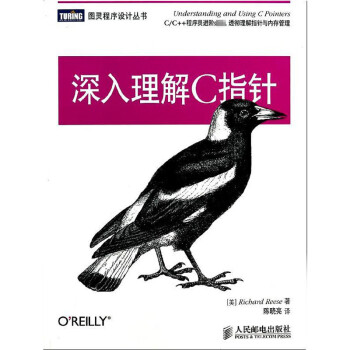 TURING
图灵程序设计丛书
Understanding and Using C Pointers
C/C++程序员进阶 透彻理解指针与内存管理
深入理解C指针
[美] Richard Reese 著
陈晓亮 译
O'REILLY®
人民邮电出版社
POSTS & TELECOM PRESS